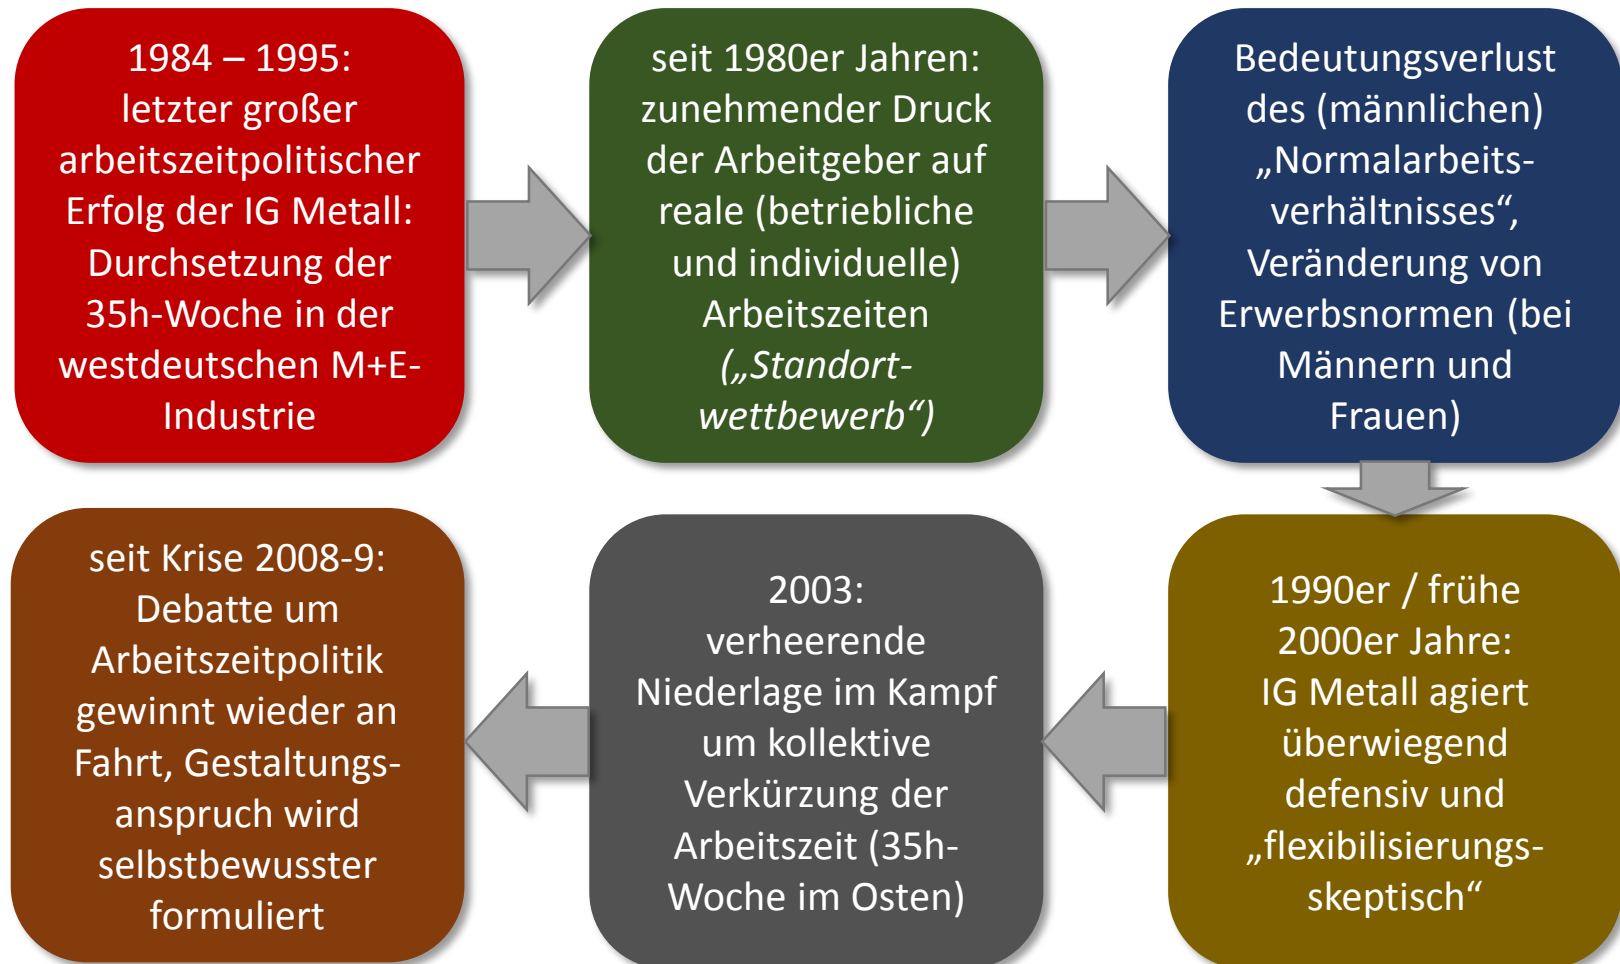 1984 – 1995:
letzter großer
arbeitszeitpolitischer
Erfolg der IG Metall:
Durchsetzung der
35h-Woche in der
westdeutschen M+E-
Industrie
seit 1980er Jahren:
zunehmender Druck
der Arbeitgeber auf
reale (betriebliche
und individuelle)
Arbeitszeiten
(„Standort-
wettbewerb“)
Bedeutungsverlust
des (männlichen)
„Normalarbeits-
verhältnisses“,
Veränderung von
Erwerbsnormen (bei
Männern und
Frauen)
1990er / frühe
2000er Jahre:
IG Metall agiert
überwiegend
defensiv und
„flexibilisierungs-
skeptisch“
2003:
verheerende
Niederlage im Kampf
um kollektive
Verkürzung der
Arbeitszeit (35h-
Woche im Osten)
seit Krise 2008-9:
Debatte um
Arbeitszeitpolitik
gewinnt wieder an
Fahrt, Gestaltungs-
anspruch wird
selbstbewusster
formuliert